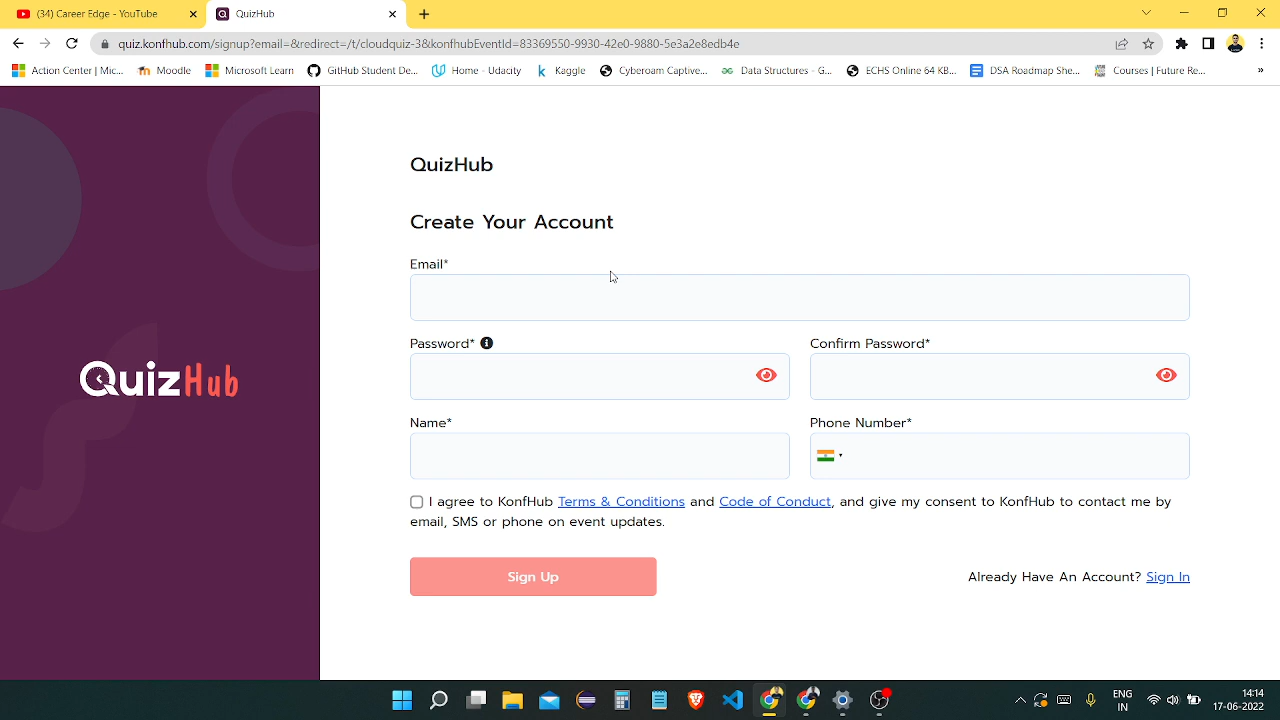 (34) Career Edge - YouTube
QuizHub
quiz.konfhub.com/signup?email=&redirect=/t/cloudquiz-3&konfhubEventId=83389550-9930-42e0-9880-5e3a2e8edb4e
Action Center | Mic...
Moodle
Microsoft Learn
GitHub Student De...
Home - Udacity
Kaggle
Cybercom Captive...
Data Structures - G...
ECHS Online 64 KB...
DSA Roadmap She...
Courses | Future Re...
»
QuizHub
QuizHub
Create Your Account
Email*
Password*
Confirm Password*
Name*
Phone Number*
I agree to KonfHub Terms & Conditions and Code of Conduct, and give my consent to KonfHub to contact me by
email, SMS or phone on event updates.
Sign Up
Already Have An Account? Sign In
ENG
IN
14:14
17-06-2022